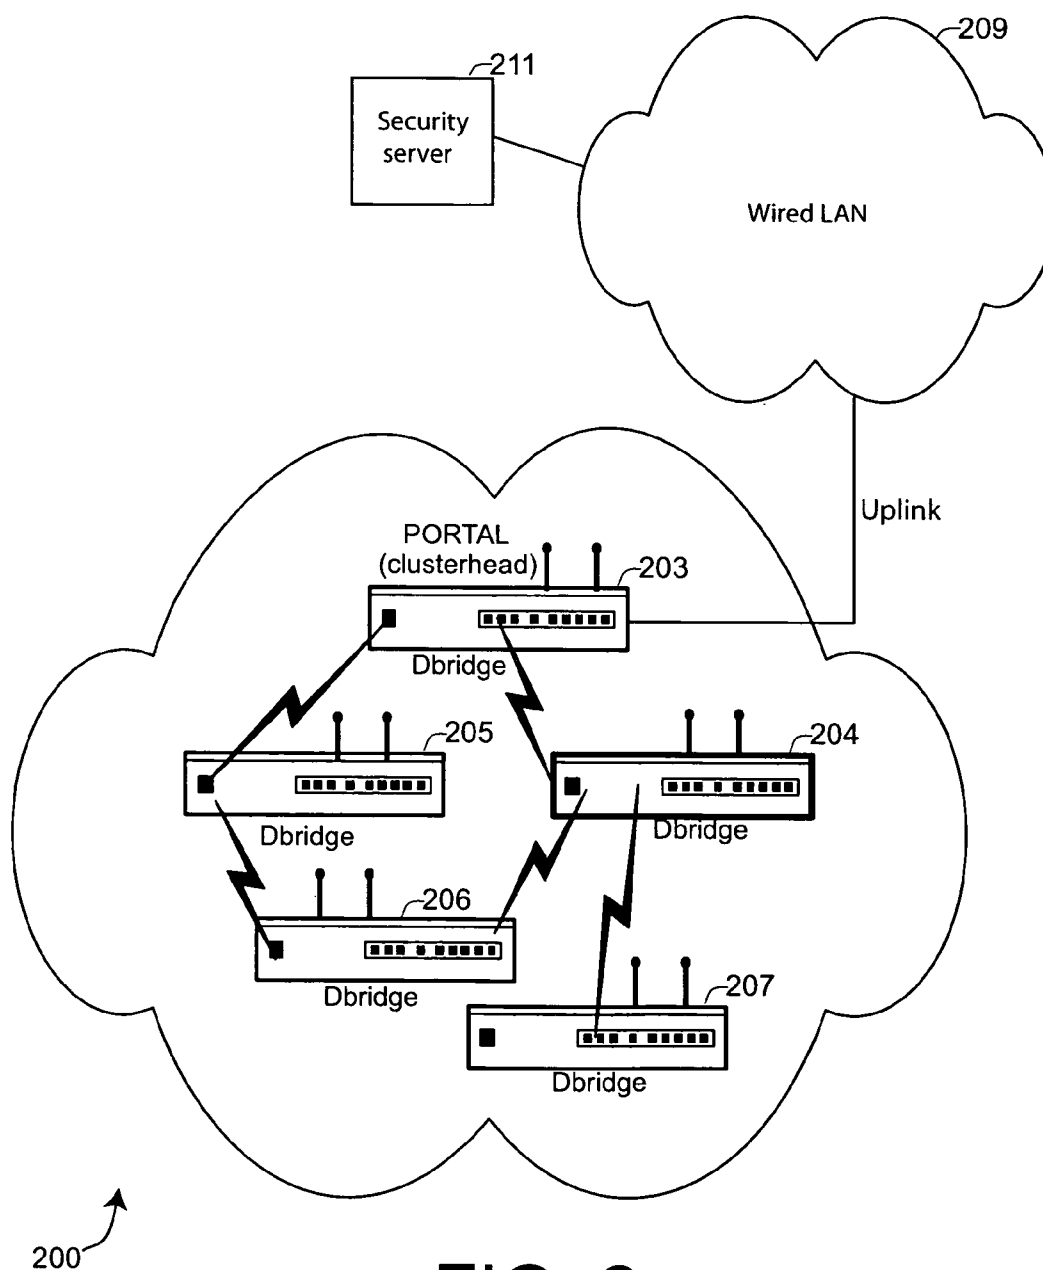 209
211
Security
server
Wired LAN
Uplink
PORTAL
(clusterhead)
203
Dbridge
205
204
Dbridge
Dbridge
206
Dbridge
207
Dbridge
200